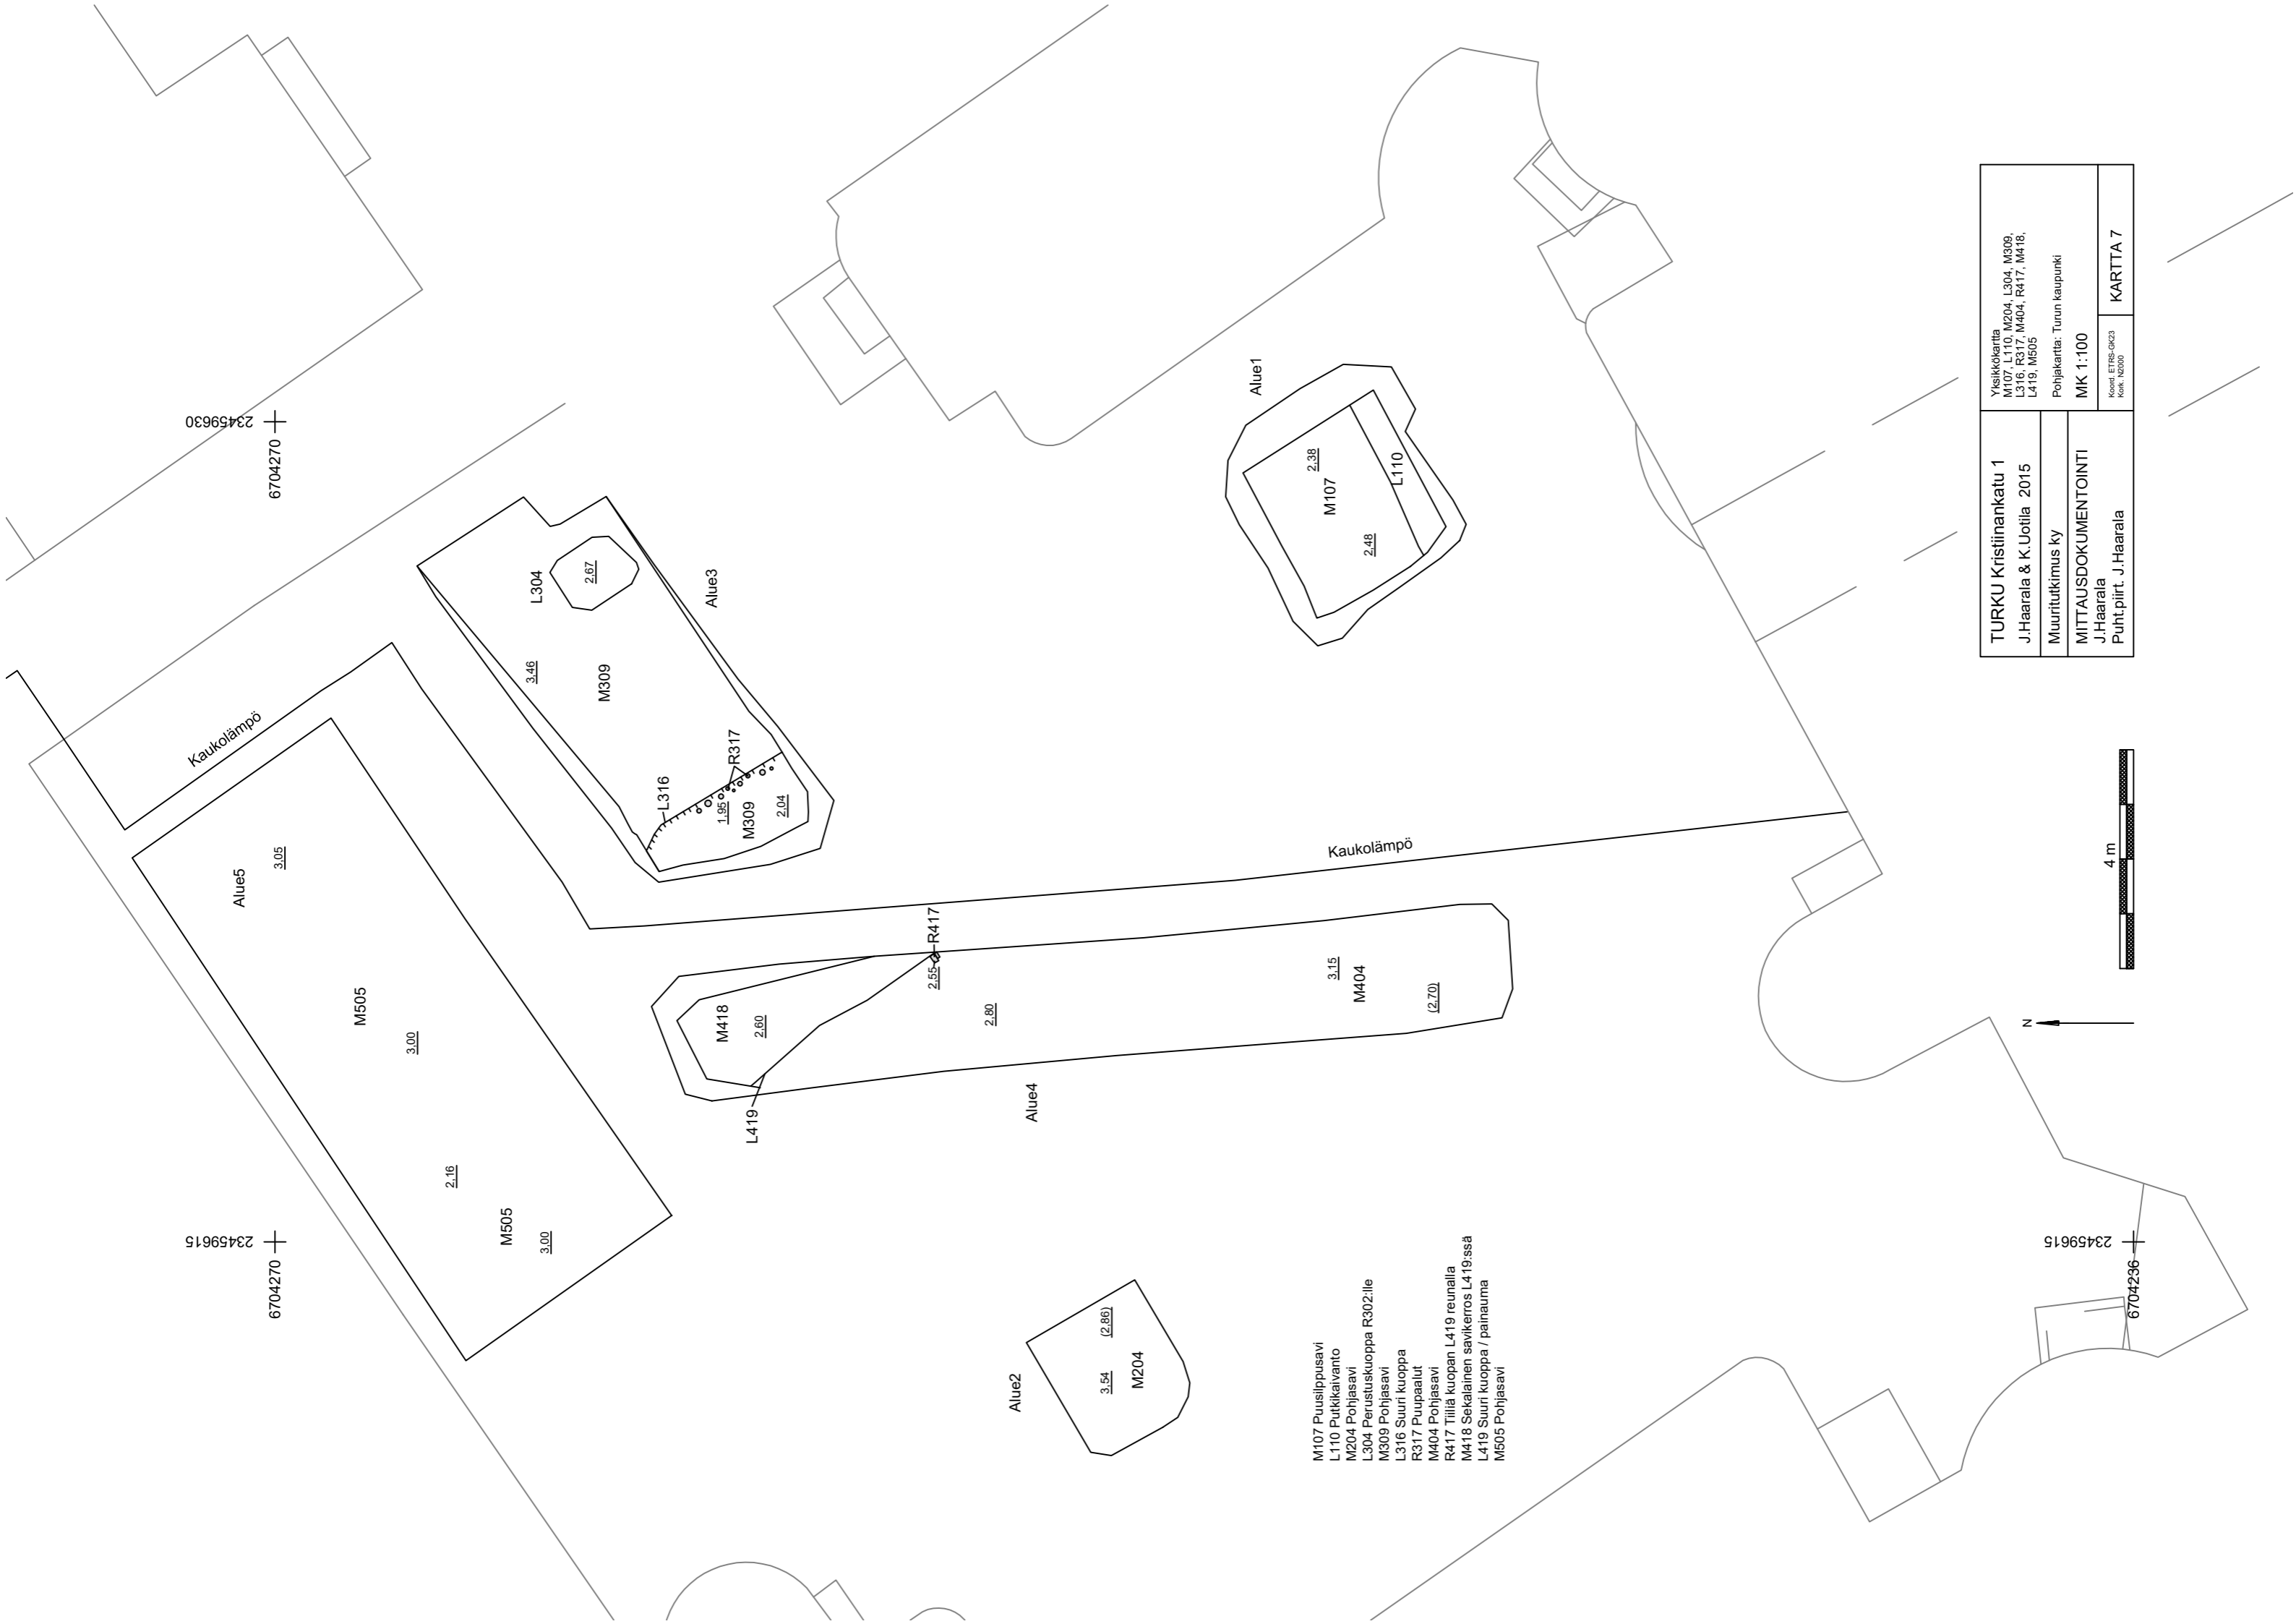 23459630
6704270
23459615
6704270
23459615
6704236
Kaukolämpö
Alue5
3,05
M505
3,00
2,16
M505
3,00
L304
2,67
Alue3
3,46
M309
L316
R317
1,95
M309
2,04
Kaukolämpö
Alue1
2,38
M107
L110
2,48
R417
2,55
M418
2,60
2,80
L419
3,15
M404
(2,70)
Alue4
Alue2
(2,86)
3,54
M204
M107 Puusilppusavi
L110 Putkikaivanto
M204 Pohjasavi
L304 Perustuskuoppa R302:lle
M309 Pohjasavi
L316 Suuri kuoppa
R317 Puupaalut
M404 Pohjasavi
R417 Tiiliä kuopan L419 reunalla
M418 Sekalainen savikerros L419:ssä
L419 Suuri kuoppa / painauma
M505 Pohjasavi
N
4 m
TURKU Kristiinankatu 1
J.Haarala & K.Uotila 2015
Muuritutkimus ky
MITTAUSDOKUMENTOINTI
J.Haarala
Puht.piirt. J.Haarala
Yksikkökartta
M107, L110, M204, L304, M309,
L316, R317, M404, R417, M418,
L419, M505
Pohjakartta: Turun kaupunki
MK 1:100
Koord. ETRS-GK23
Kork. N2000
KARTTA 7